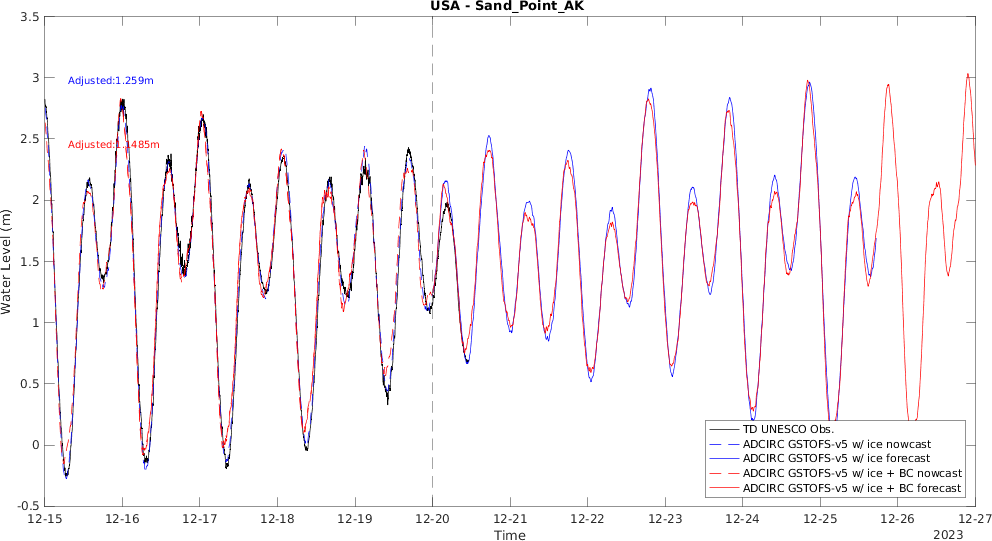 USA - Sand_Point_AK
3.5
3
2.5
2
1.5
1
0.5
0
-0.5
Water Level (m)
Adjusted:1.259m
Adjusted:1.1485m
TD UNESCO Obs.
ADCIRC GSTOFS-v5 w/ ice nowcast
ADCIRC GSTOFS-v5 w/ ice forecast
ADCIRC GSTOFS-v5 w/ ice + BC nowcast
ADCIRC GSTOFS-v5 w/ ice + BC forecast
12-15 12-16 12-17 12-18 12-19 12-20 12-21 12-22 12-23 12-24 12-25 12-26 12-27
Time
2023